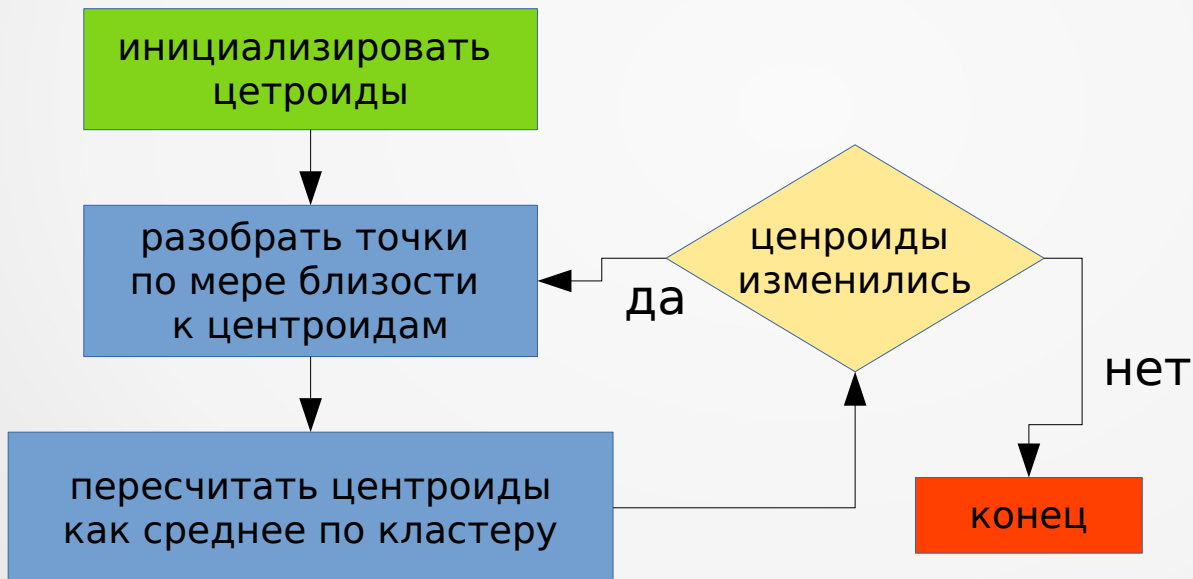 инициализировать
цетроиды
разобрать точки
по мере близости
к центроидам
ценроиды
изменились
да
нет
пересчитать центроиды
как среднее по кластеру
конец